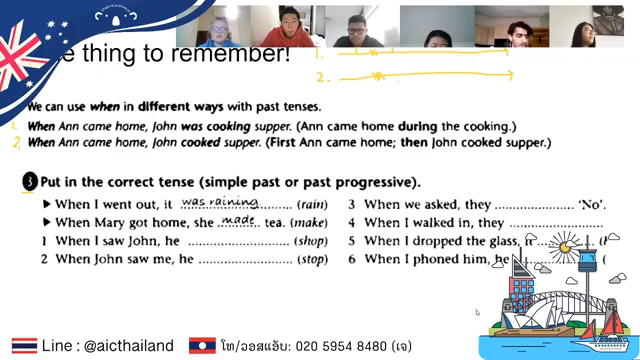 thing to remember!
1.
2.
We can use when in different ways with past tenses.
1. When Ann came home, John was cooking supper. (Ann came home during the cooking.)
2. When Ann came home, John cooked supper. (First Ann came home; then John cooked supper.)
3 Put in the correct tense (simple past or past progressive).
▶ When I went out, it was raining (rain)
▶ When Mary got home, she made tea. (make)
1 When I saw John, he .......................... (shop)
2 When John saw me, he ........................ (stop)
3 When we asked, they ..................... 'No'.
4 When I walked in, they ........................
5 When I dropped the glass, it ............
6 When I phoned him, he ............
Line : @aicthailand
โท/วอสแอ๊บ: 020 5954 8480 (เจ)